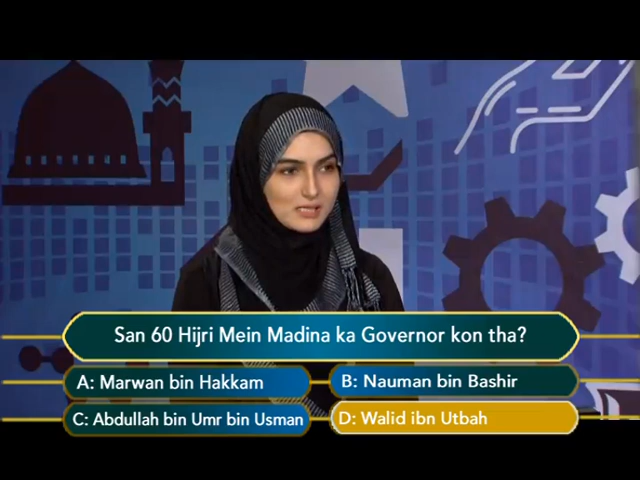 San 60 Hijri Mein Madina ka Governor kon tha?
A: Marwan bin Hakkam
B: Nauman bin Bashir
C: Abdullah bin Umr bin Usman
D: Walid ibn Utbah